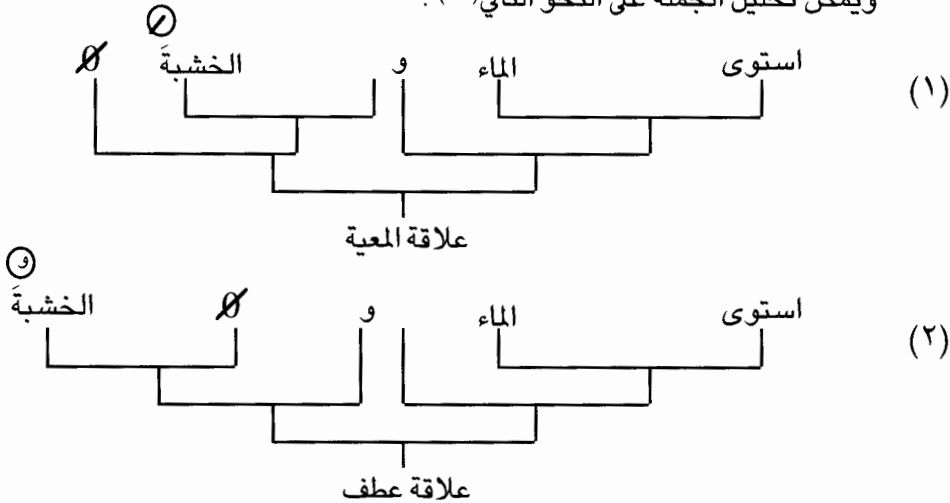 ويمكن تحليل الجملة على النحو التالي
(١) استوى الماء و الخشبةَ Ø
علاقة المعية
و
(٢) استوى الماء و Ø الخشبةَ
علاقة عطف